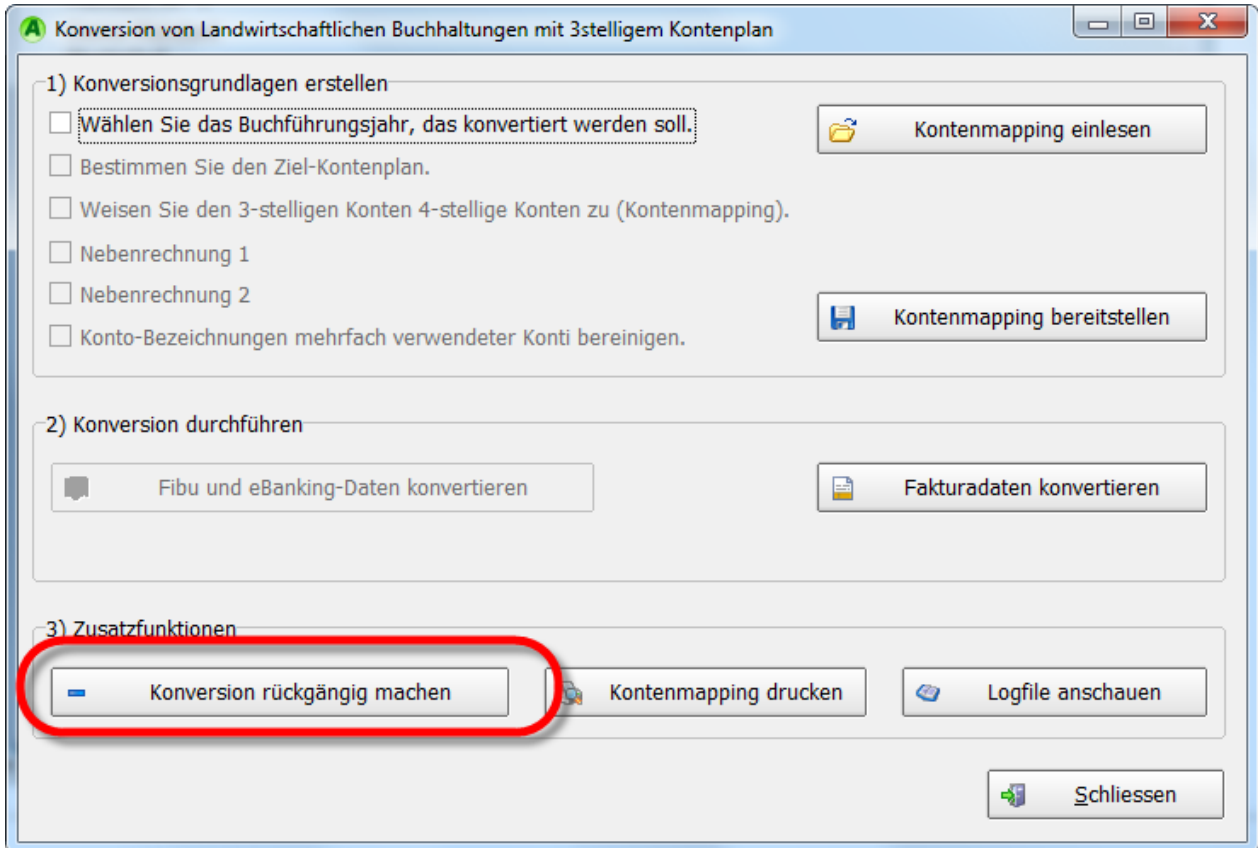 Konversion von Landwirtschaftlichen Buchhaltungen mit 3stelligem Kontenplan
1) Konversionsgrundlagen erstellen
Wählen Sie das Buchführungsjahr, das konvertiert werden soll.
Kontenmapping einlesen
Bestimmen Sie den Ziel-Kontenplan.
Weisen Sie den 3-stelligen Konten 4-stellige Konten zu (Kontenmapping).
Nebenrechnung 1
Nebenrechnung 2
Kontenmapping bereitstellen
Konto-Bezeichnungen mehrfach verwendeter Konti bereinigen.
2) Konversion durchführen
Fibu und eBanking-Daten konvertieren
Fakturadaten konvertieren
3) Zusatzfunktionen
Konversion rückgängig machen
Kontenmapping drucken
Logfile anschauen
Schliessen